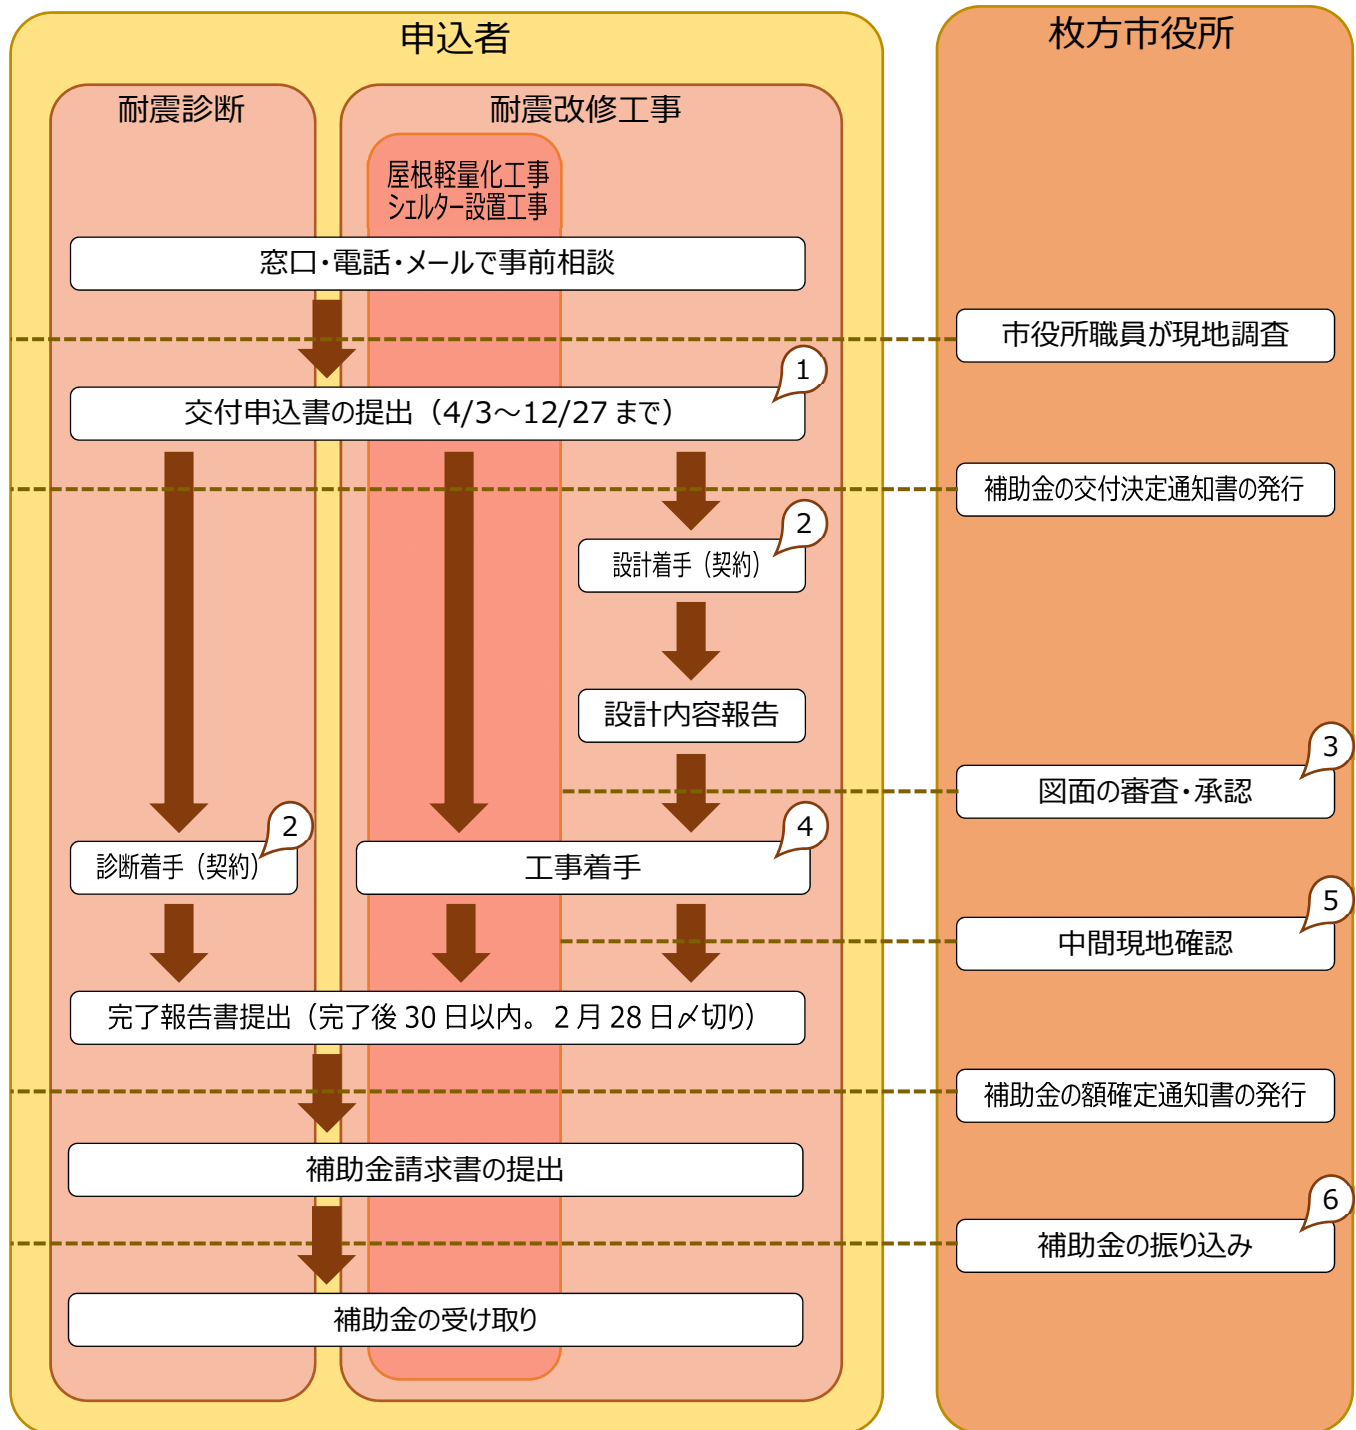 申込者
枚方市役所
耐震診断
耐震改修工事
屋根軽量化工事
シェルター設置工事
窓口・電話・メールで事前相談
市役所職員が現地調査
1
交付申込書の提出（4/3～12/27まで）
補助金の交付決定通知書の発行
2
設計着手（契約）
設計内容報告
3
図面の審査・承認
2
診断着手（契約）
4
工事着手
5
中間現地確認
完了報告書提出（完了後30日以内。2月28日〆切り）
補助金の額確定通知書の発行
補助金請求書の提出
6
補助金の振り込み
補助金の受け取り